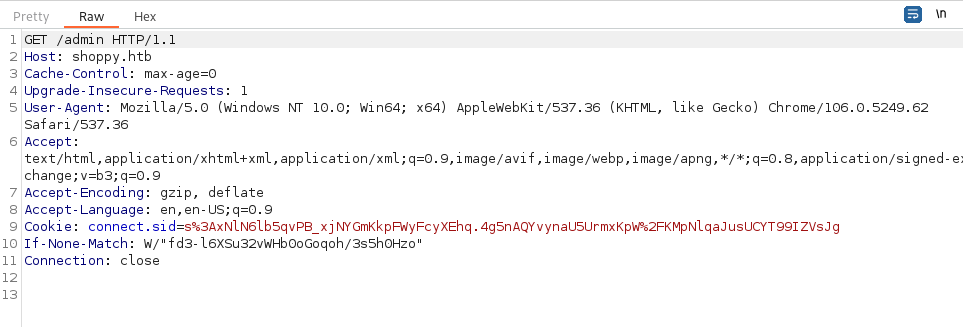 Pretty Raw Hex \n
1 GET /admin HTTP/1.1
2 Host: shoppy.htb
3 Cache-Control: max-age=0
4 Upgrade-Insecure-Requests: 1
5 User-Agent: Mozilla/5.0 (Windows NT 10.0; Win64; x64) AppleWebKit/537.36 (KHTML, like Gecko) Chrome/106.0.5249.62
Safari/537.36
6 Accept:
text/html,application/xhtml+xml,application/xml;q=0.9,image/avif,image/webp,image/apng,*/*;q=0.8,application/signed-ex
change;v=b3;q=0.9
7 Accept-Encoding: gzip, deflate
8 Accept-Language: en,en-US;q=0.9
9 Cookie: connect.sid=s%3AxNlN6lb5qvPB_xjNYGmKkpFWyFcyXEhq.4g5nAQYvynaU5UrmxKpW%2FKMpNlqaJusUCYT99IZVsJg
10 If-None-Match: W/"fd3-l6XSu32vWHb0oGoqoh/3s5h0Hzo"
11 Connection: close
12
13